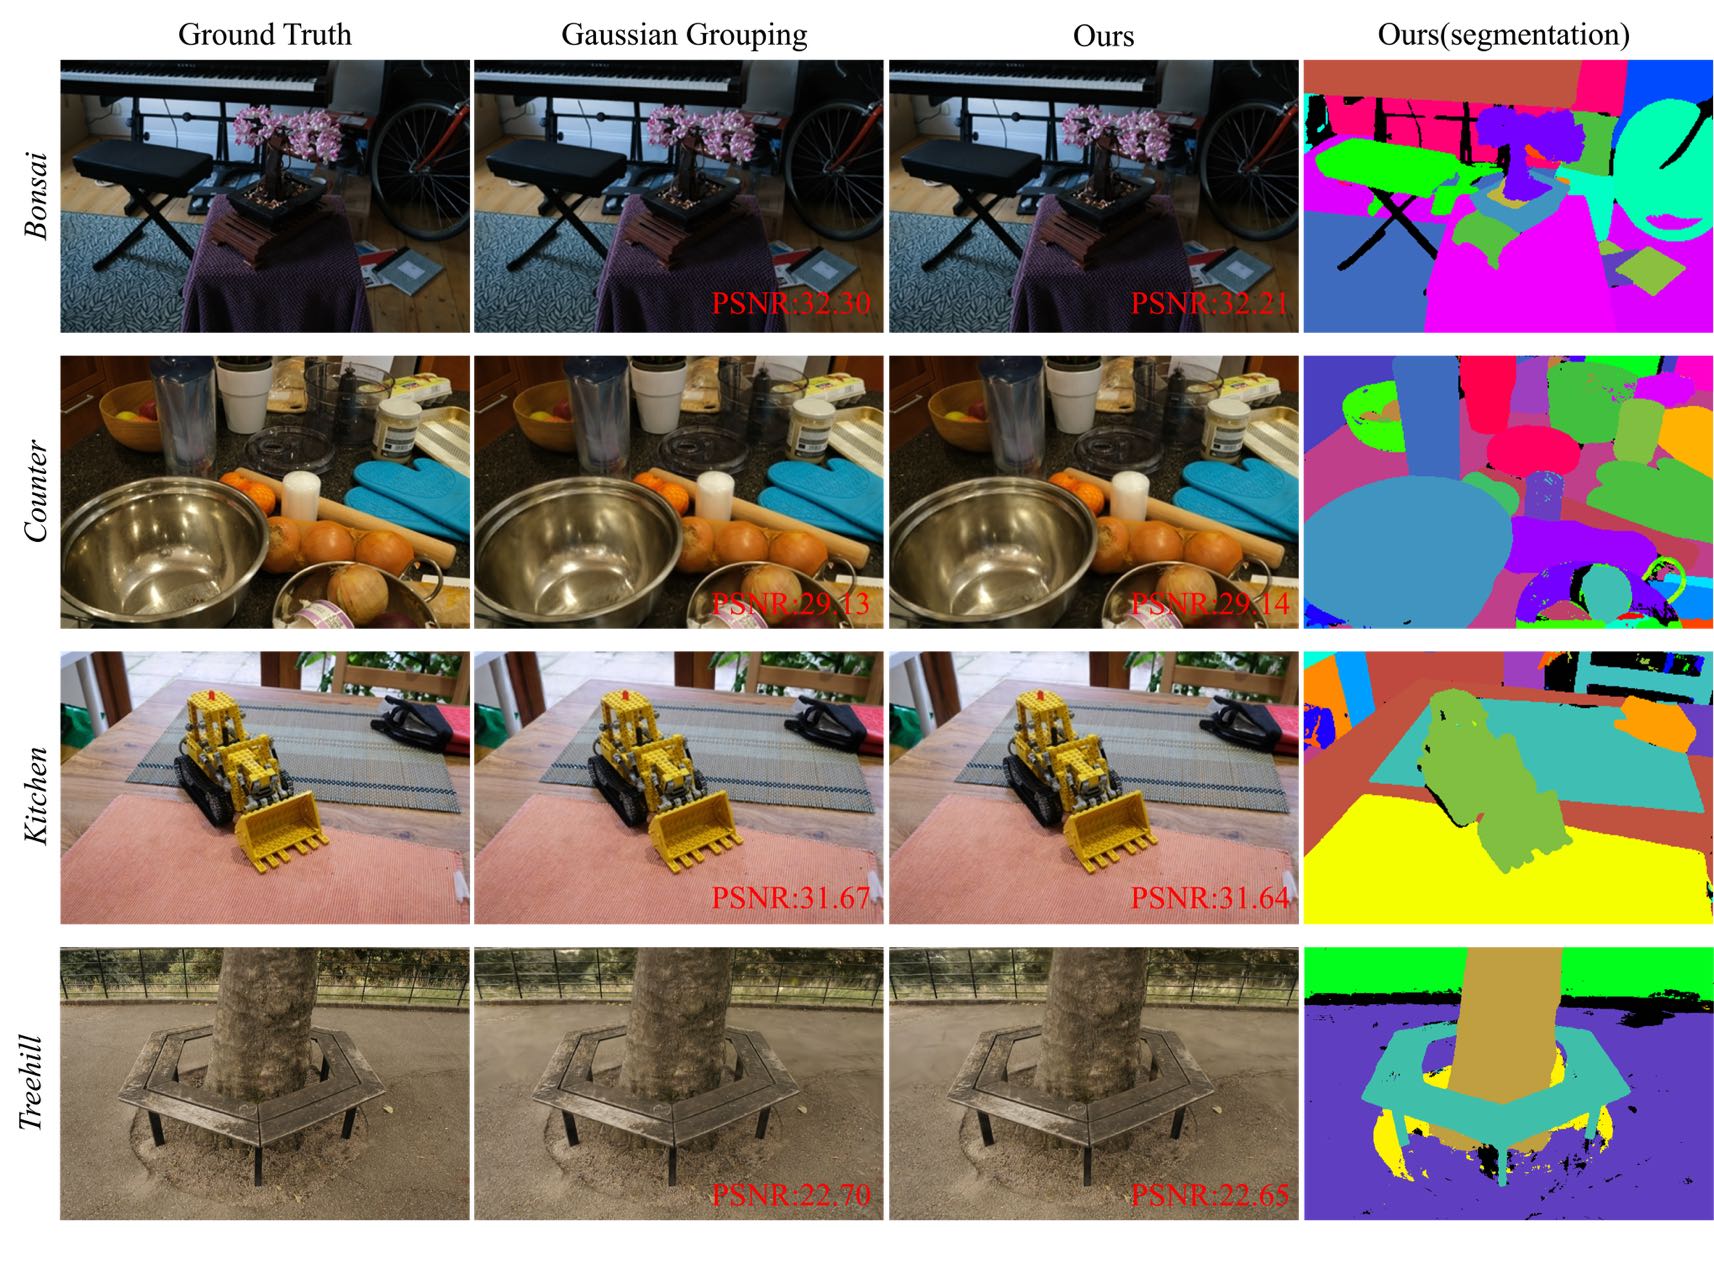 Ground Truth
Gaussian Grouping
Ours
Ours(segmentation)
Bonsai
PSNR:32.30
PSNR:32.21
Counter
PSNR:29.13
PSNR:29.14
Kitchen
PSNR:31.67
PSNR:31.64
Treehill
PSNR:22.70
PSNR:22.65